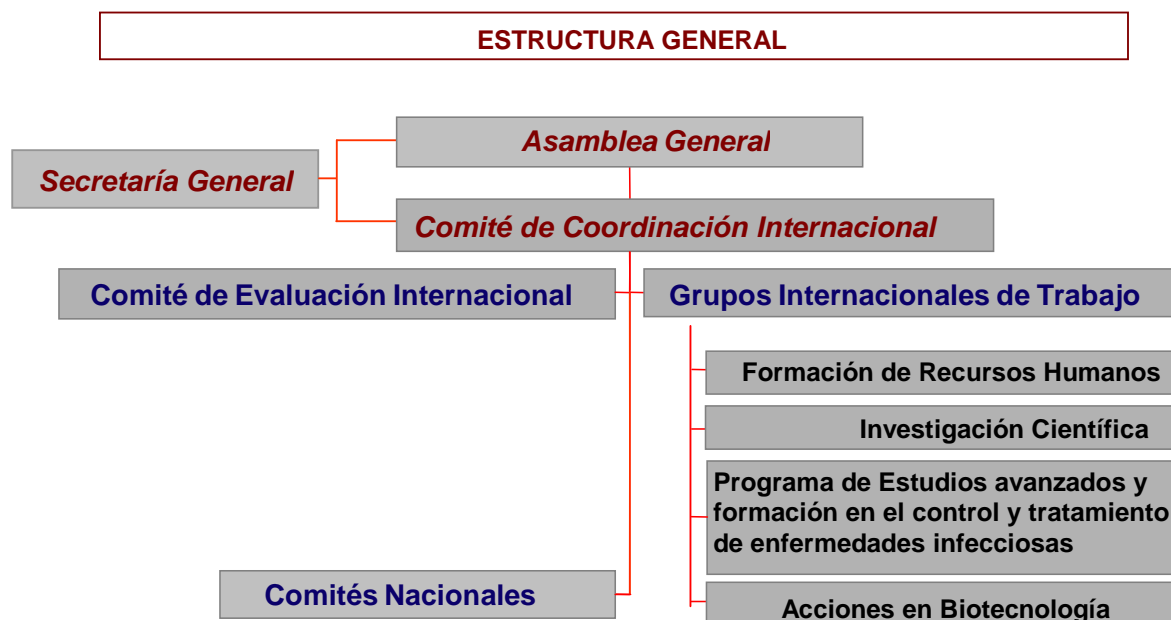 ESTRUCTURA GENERAL
Asamblea General
Secretaría General
Comité de Coordinación Internacional
Comité de Evaluación Internacional
Grupos Internacionales de Trabajo
Formación de Recursos Humanos
Investigación Científica
Programa de Estudios avanzados y
formación en el control y tratamiento
de enfermedades infecciosas
Comités Nacionales
Acciones en Biotecnología